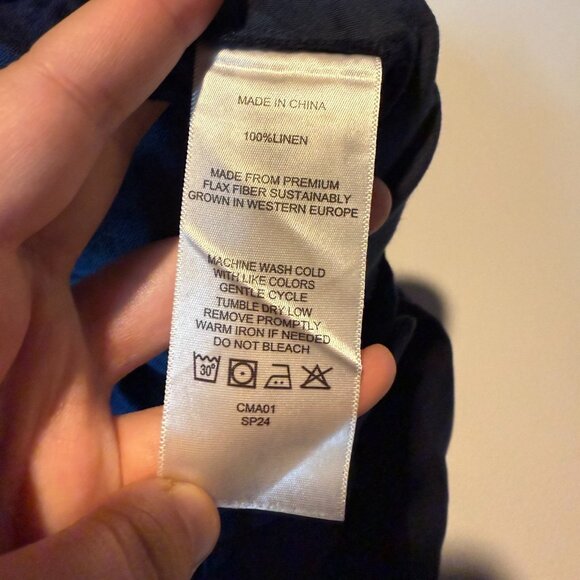 MADE IN CHINA
100%LINEN
MADE FROM PREMIUM
FLAX FIBER SUSTAINABLY
GROWN IN WESTERN EUROPE
MACHINE WASH COLD
WITH LIKE COLORS
GENTLE CYCLE
TUMBLE DRY LOW
REMOVE PROMPTLY
WARM IRON IF NEEDED
DO NOT BLEACH
30°
CMA01
SP24